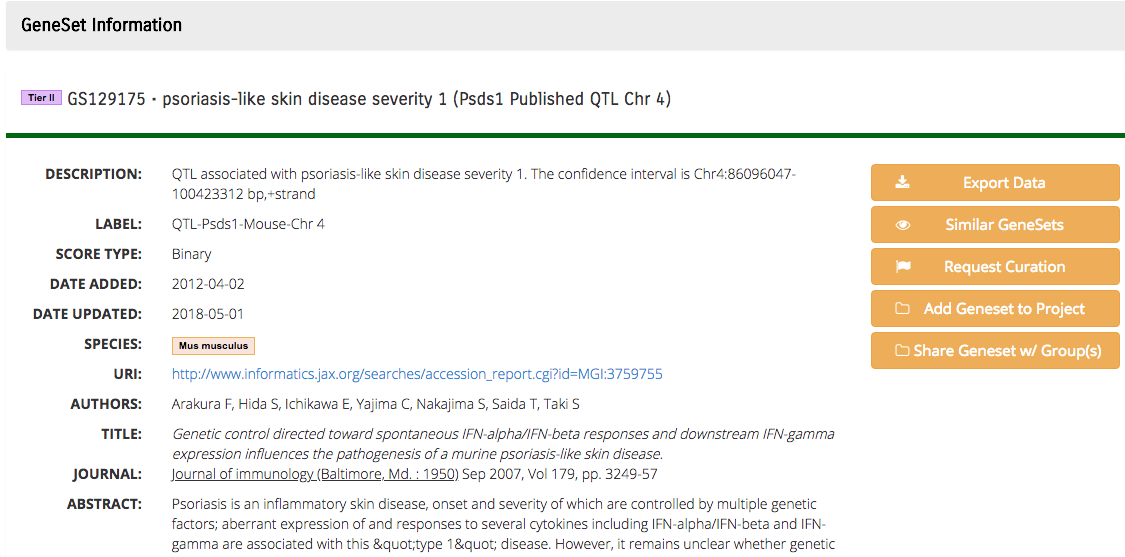 GeneSet Information
Tier II GS129175 • psoriasis-like skin disease severity 1 (Psds1 Published QTL Chr 4)
DESCRIPTION: QTL associated with psoriasis-like skin disease severity 1. The confidence interval is Chr4:86096047-
100423312 bp,+strand
LABEL: QTL-Psds1-Mouse-Chr 4
SCORE TYPE: Binary
DATE ADDED: 2012-04-02
DATE UPDATED: 2018-05-01
SPECIES: Mus musculus
URI: http://www.informatics.jax.org/searches/accession_report.cgi?id=MGI:3759755
AUTHORS: Arakura F, Hida S, Ichikawa E, Yajima C, Nakajima S, Saida T, Taki S
TITLE: Genetic control directed toward spontaneous IFN-alpha/IFN-beta responses and downstream IFN-gamma
expression influences the pathogenesis of a murine psoriasis-like skin disease.
JOURNAL: Journal of immunology (Baltimore, Md. : 1950) Sep 2007, Vol 179, pp. 3249-57
ABSTRACT: Psoriasis is an inflammatory skin disease, onset and severity of which are controlled by multiple genetic
factors; aberrant expression of and responses to several cytokines including IFN-alpha/IFN-beta and IFN-
gamma are associated with this &quot;type 1&quot; disease. However, it remains unclear whether genetic
Export Data
Similar GeneSets
Request Curation
Add Geneset to Project
Share Geneset w/ Group(s)